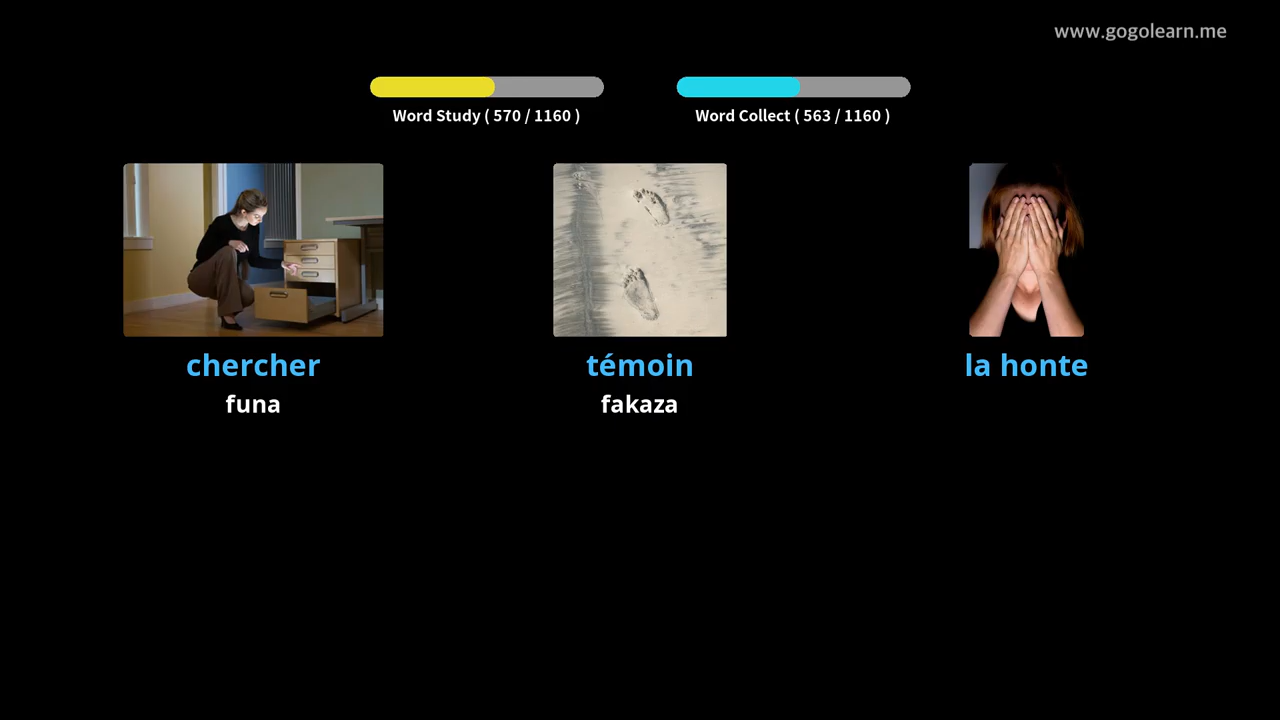 www.gogolearn.me
Word Study ( 570 / 1160 )
Word Collect ( 563 / 1160 )
chercher
funa
témoin
fakaza
la honte